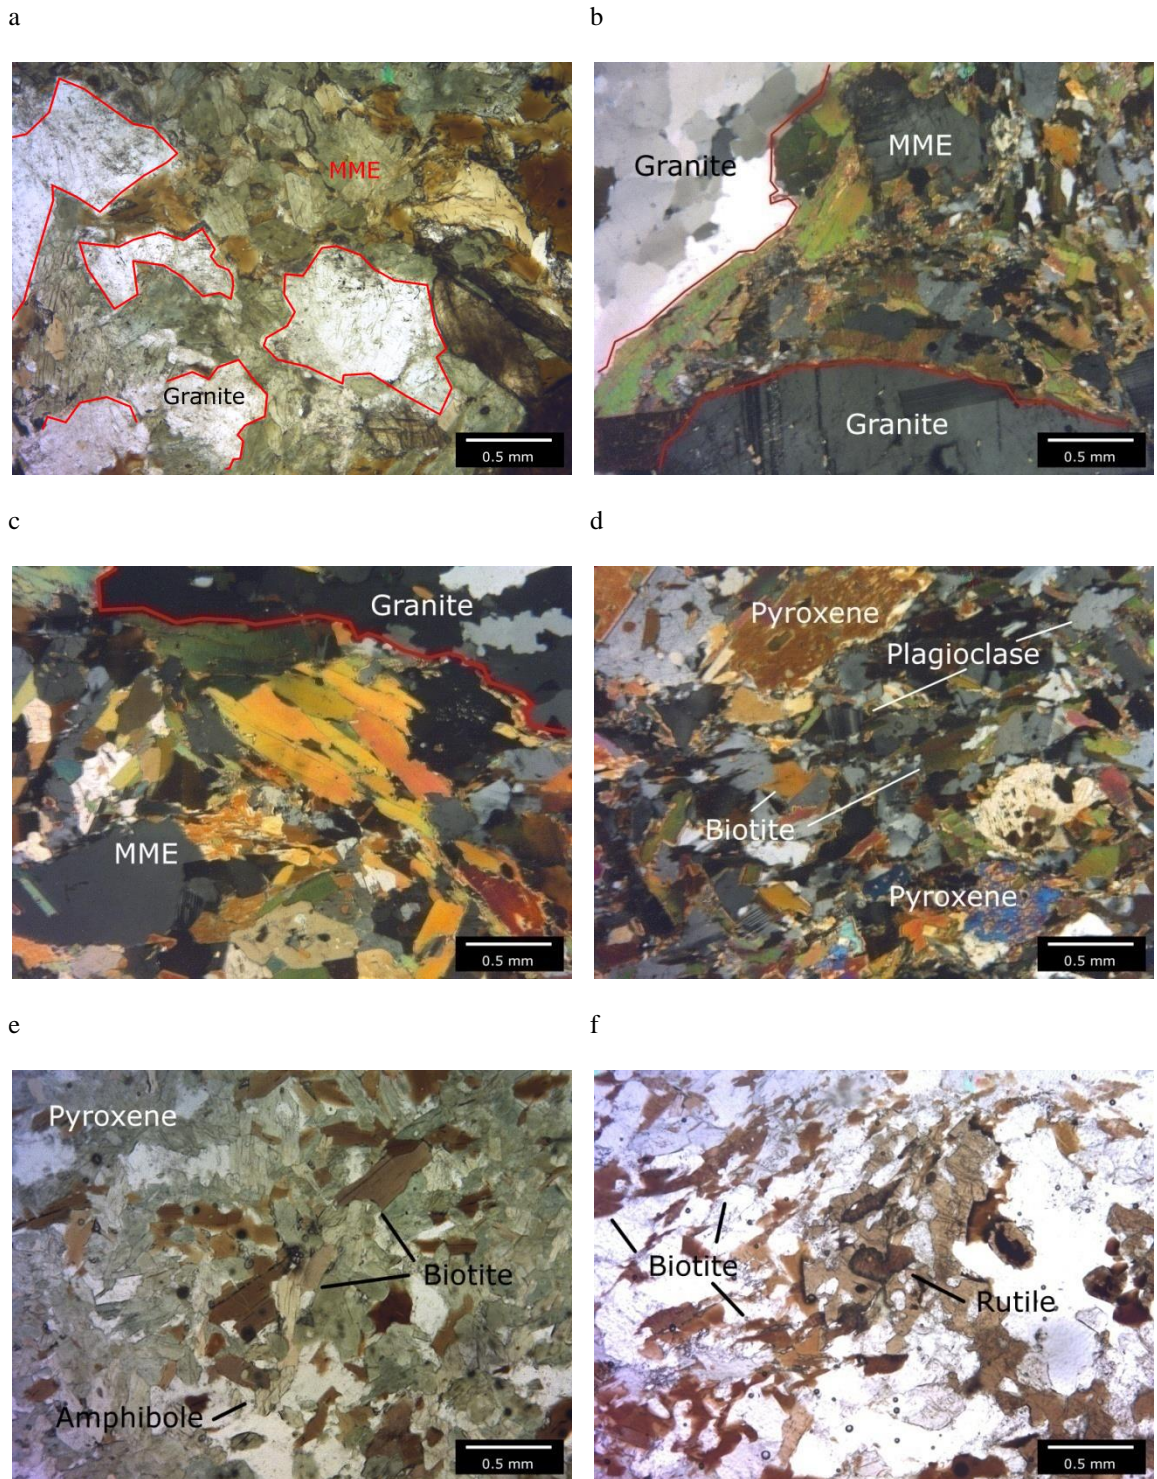 a
b
MME
Granite
0.5 mm
Granite
MME
Granite
0.5 mm
c
d
Granite
MME
0.5 mm
Pyroxene
Plagioclase
Biotite
Pyroxene
0.5 mm
e
f
Pyroxene
Biotite
Amphibole
0.5 mm
Biotite
Rutile
0.5 mm